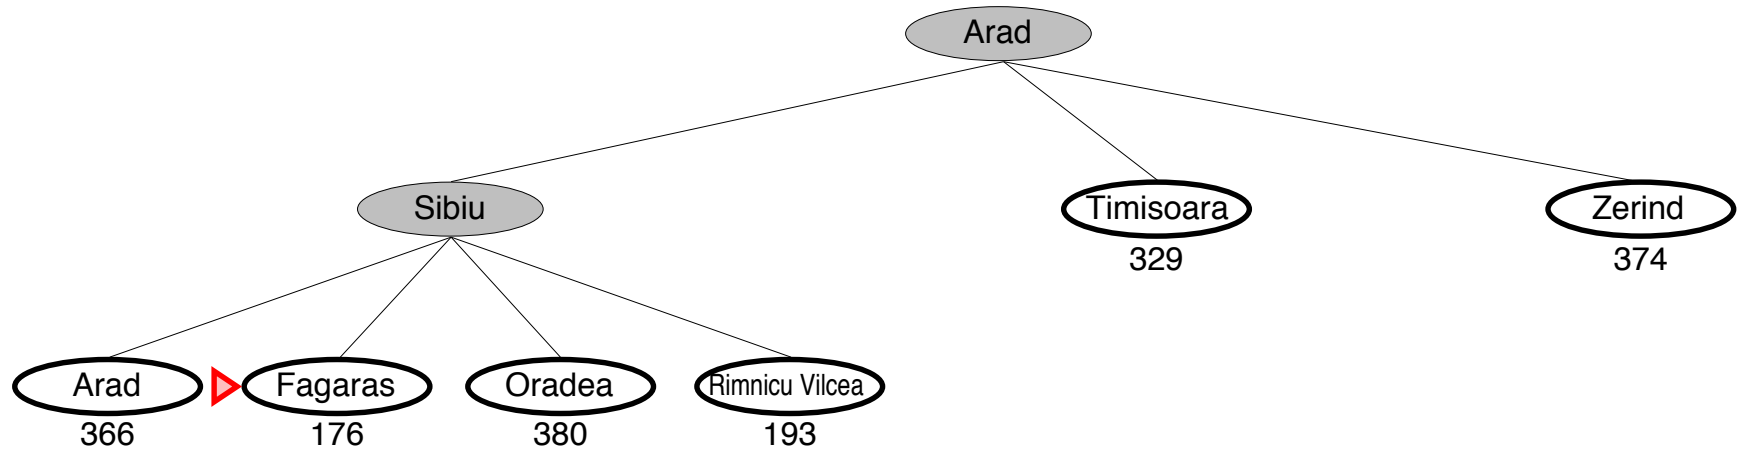 Arad
Sibiu
Timisoara
Zerind
329
374
Arad
Fagaras
Oradea
Rimnicu Vilcea
366
176
380
193